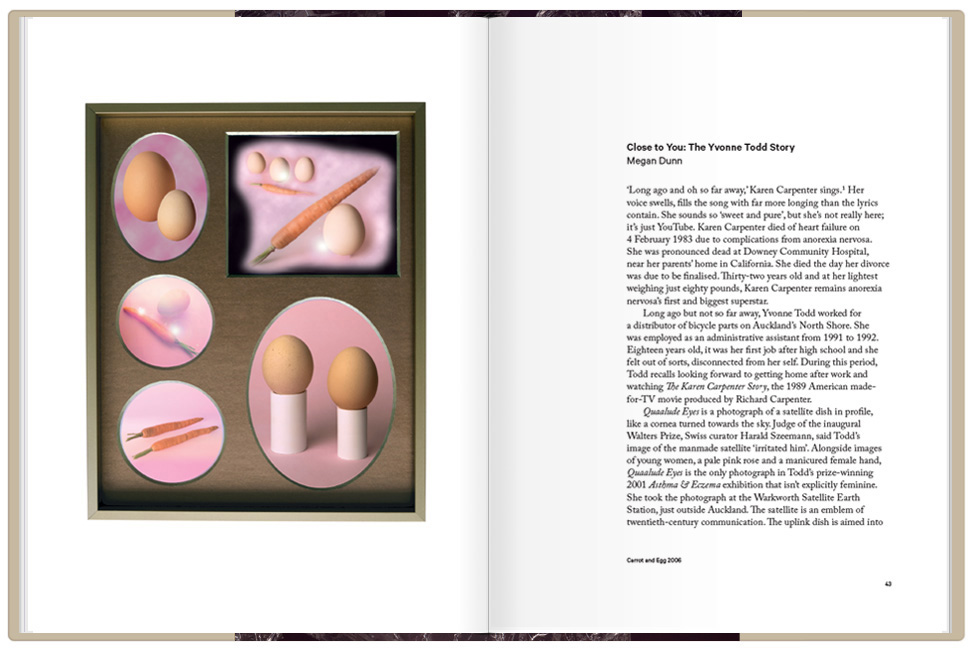 Close to You: The Yvonne Todd Story
Megan Dunn
‘Long ago and oh so far away,’ Karen Carpenter sings.¹ Her
voice swells, fills the song with far more longing than the lyrics
contain. She sounds so ‘sweet and pure’, but she’s not really here;
it’s just YouTube. Karen Carpenter died of heart failure on
4 February 1983 due to complications from anorexia nervosa.
She was pronounced dead at Downey Community Hospital,
near her parents’ home in California. She died the day her divorce
was due to be finalised. Thirty-two years old and at her lightest
weighing just eighty pounds, Karen Carpenter remains anorexia
nervosa’s first and biggest superstar.
Long ago but not so far away, Yvonne Todd worked for
a distributor of bicycle parts on Auckland’s North Shore. She
was employed as an administrative assistant from 1991 to 1992.
Eighteen years old, it was her first job after high school and she
felt out of sorts, disconnected from her self. During this period,
Todd recalls looking forward to getting home after work and
watching The Karen Carpenter Story, the 1989 American made-
for-TV movie produced by Richard Carpenter.
Quaalude Eyes is a photograph of a satellite dish in profile,
like a cornea turned towards the sky. Judge of the inaugural
Walters Prize, Swiss curator Harald Szeemann, said Todd’s
image of the manmade satellite ‘irritated him’. Alongside images
of young women, a pale pink rose and a manicured female hand,
Quaalude Eyes is the only photograph in Todd’s prize-winning
2001 Asthma & Eczema exhibition that isn’t explicitly feminine.
She took the photograph at the Warkworth Satellite Earth
Station, just outside Auckland. The satellite is an emblem of
twentieth-century communication. The uplink dish is aimed into
Carrot and Egg 2006
43